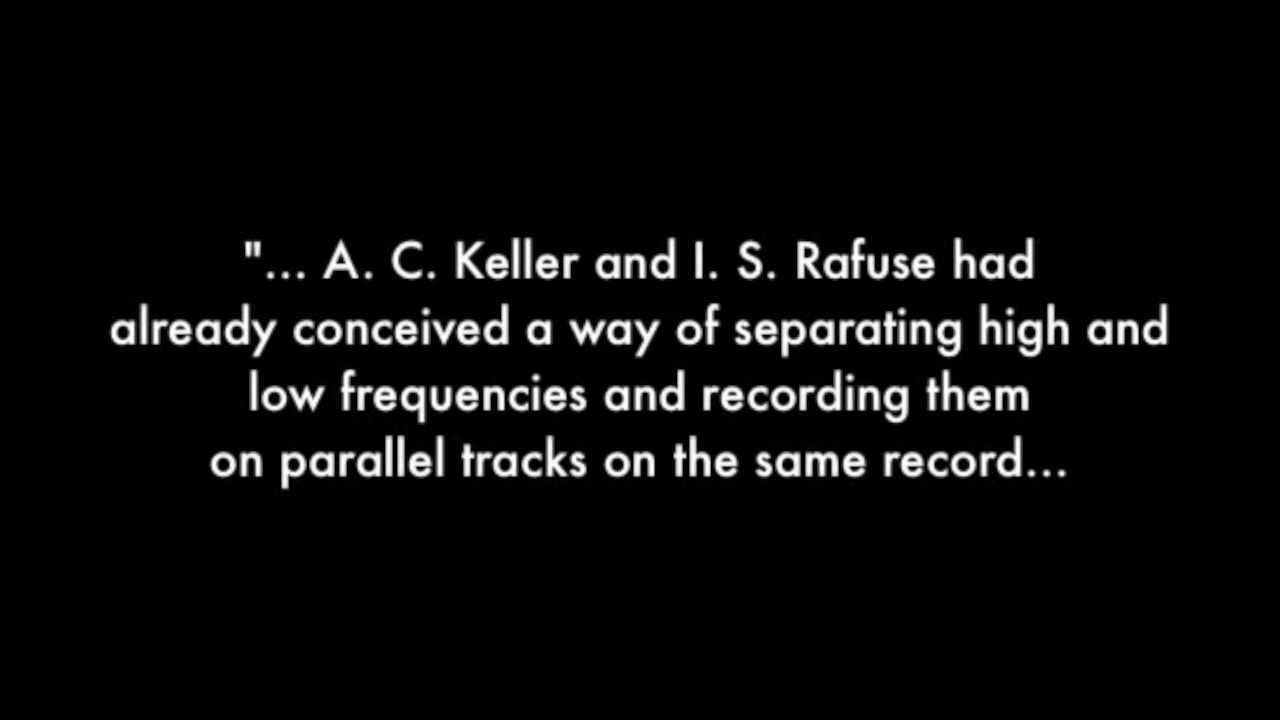 "... A. C. Keller and I. S. Rafuse had
already conceived a way of separating high and
low frequencies and recording them
on parallel tracks on the same record...